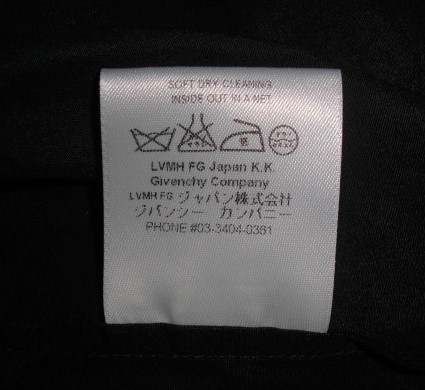 SOFT DRY CLEANING
INSIDE OUT IN A NET
低
LVMH FG Japan K.K.
Givenchy Company
LVMH FG ジャパン株式会社
ジバンシー カンパニー
PHONE #03-3404-0361